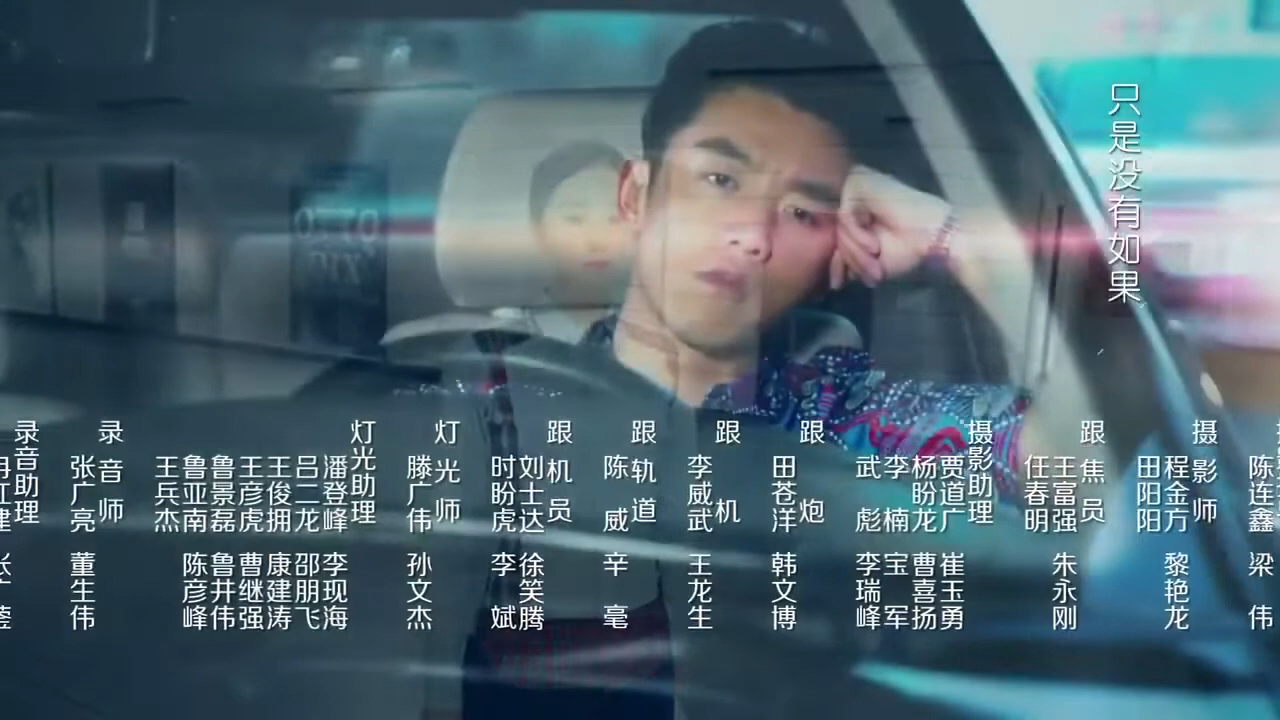 只是没有如果
陈连鑫
梁伟
摄影师
程金方
田阳阳
黎艳龙
跟焦员
王富强
任春明
朱永刚
摄影助理
贾道广
杨盼龙
李楠
武彪
崔玉勇
曹喜扬
宝军
李瑞峰
跟炮
田苍洋
韩文博
跟机
李威武
王龙生
跟轨道
陈威
辛毫
跟机员
刘士达
时盼虎
徐笑腾
李斌
灯光师
滕广伟
孙文杰
灯光助理
潘登峰
吕二龙
王俊拥
王彦虎
鲁景磊
鲁亚南
王兵杰
李现海
邵朋飞
康建涛
曹继强
鲁井伟
陈彦峰
录音师
张广亮
董生伟
录音助理